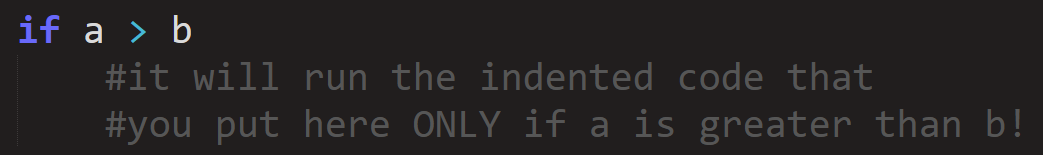 if a > b
#it will run the indented code that
#you put here ONLY if a is greater than b!